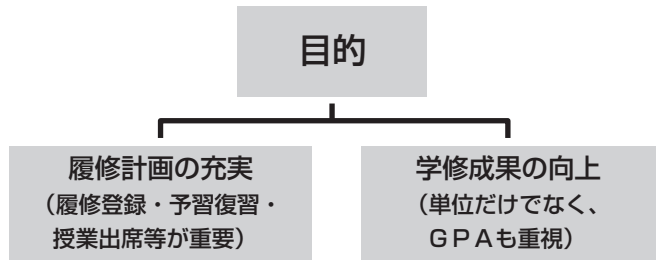 目的
履修計画の充実
（履修登録・予習復習・
授業出席等が重要）
学修成果の向上
（単位だけでなく、
ＧＰＡも重視）